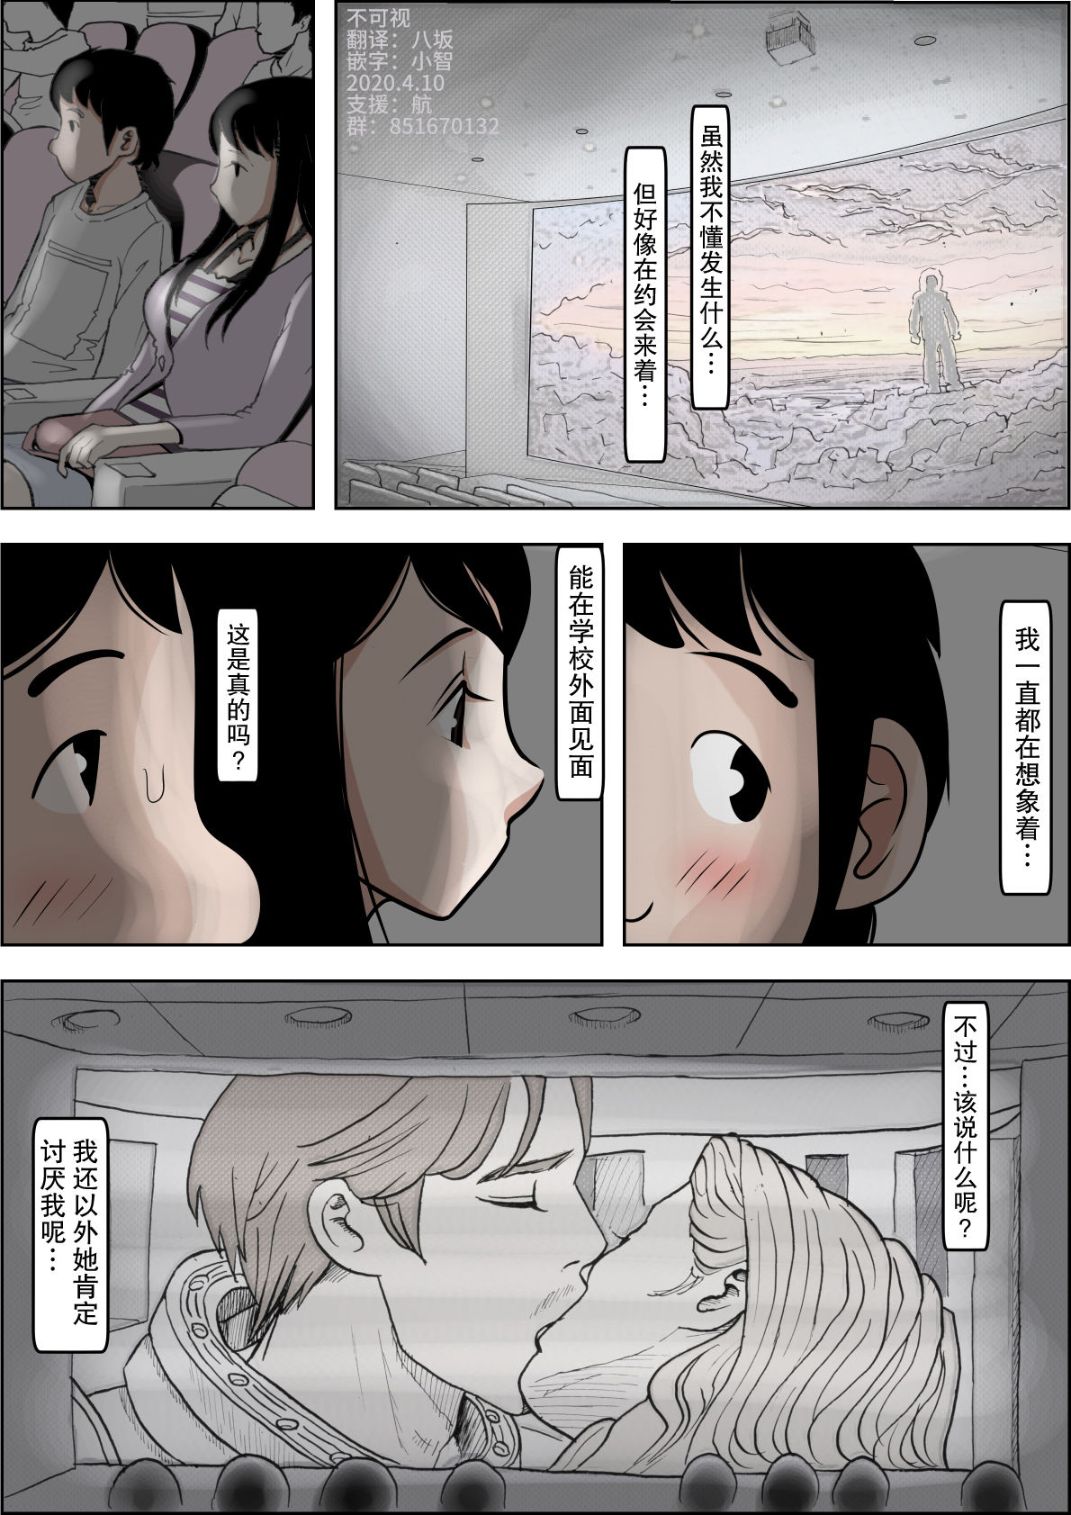 不可视
翻译：八坂
嵌字：小智
2020.4.10
支援：航
群：851670132
虽然我不懂发生什么…
但好像在约会来着…
我一直都在想象着…
能在学校外面见面
这是真的吗？
不过…该说什么呢？
我还以外她肯定
讨厌我呢…